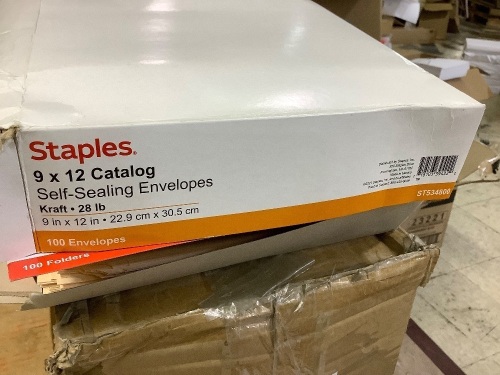 Staples.
9 x 12 Catalog
Self-Sealing Envelopes
Kraft • 28 lb
9 in x 12 in • 22.9 cm x 30.5 cm
100 Envelopes
ST534800
100 Folders